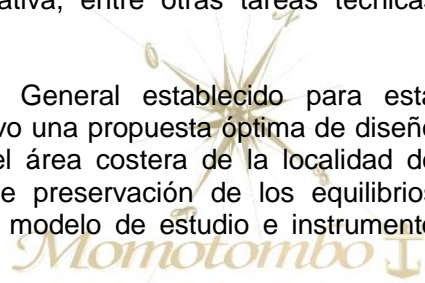 ativa, entre otras tareas técnicas
General establecido para esta
vo una propuesta óptima de diseño
el área costera de la localidad de
e preservación de los equilibrios
modelo de estudio e instrumento
Momotombo